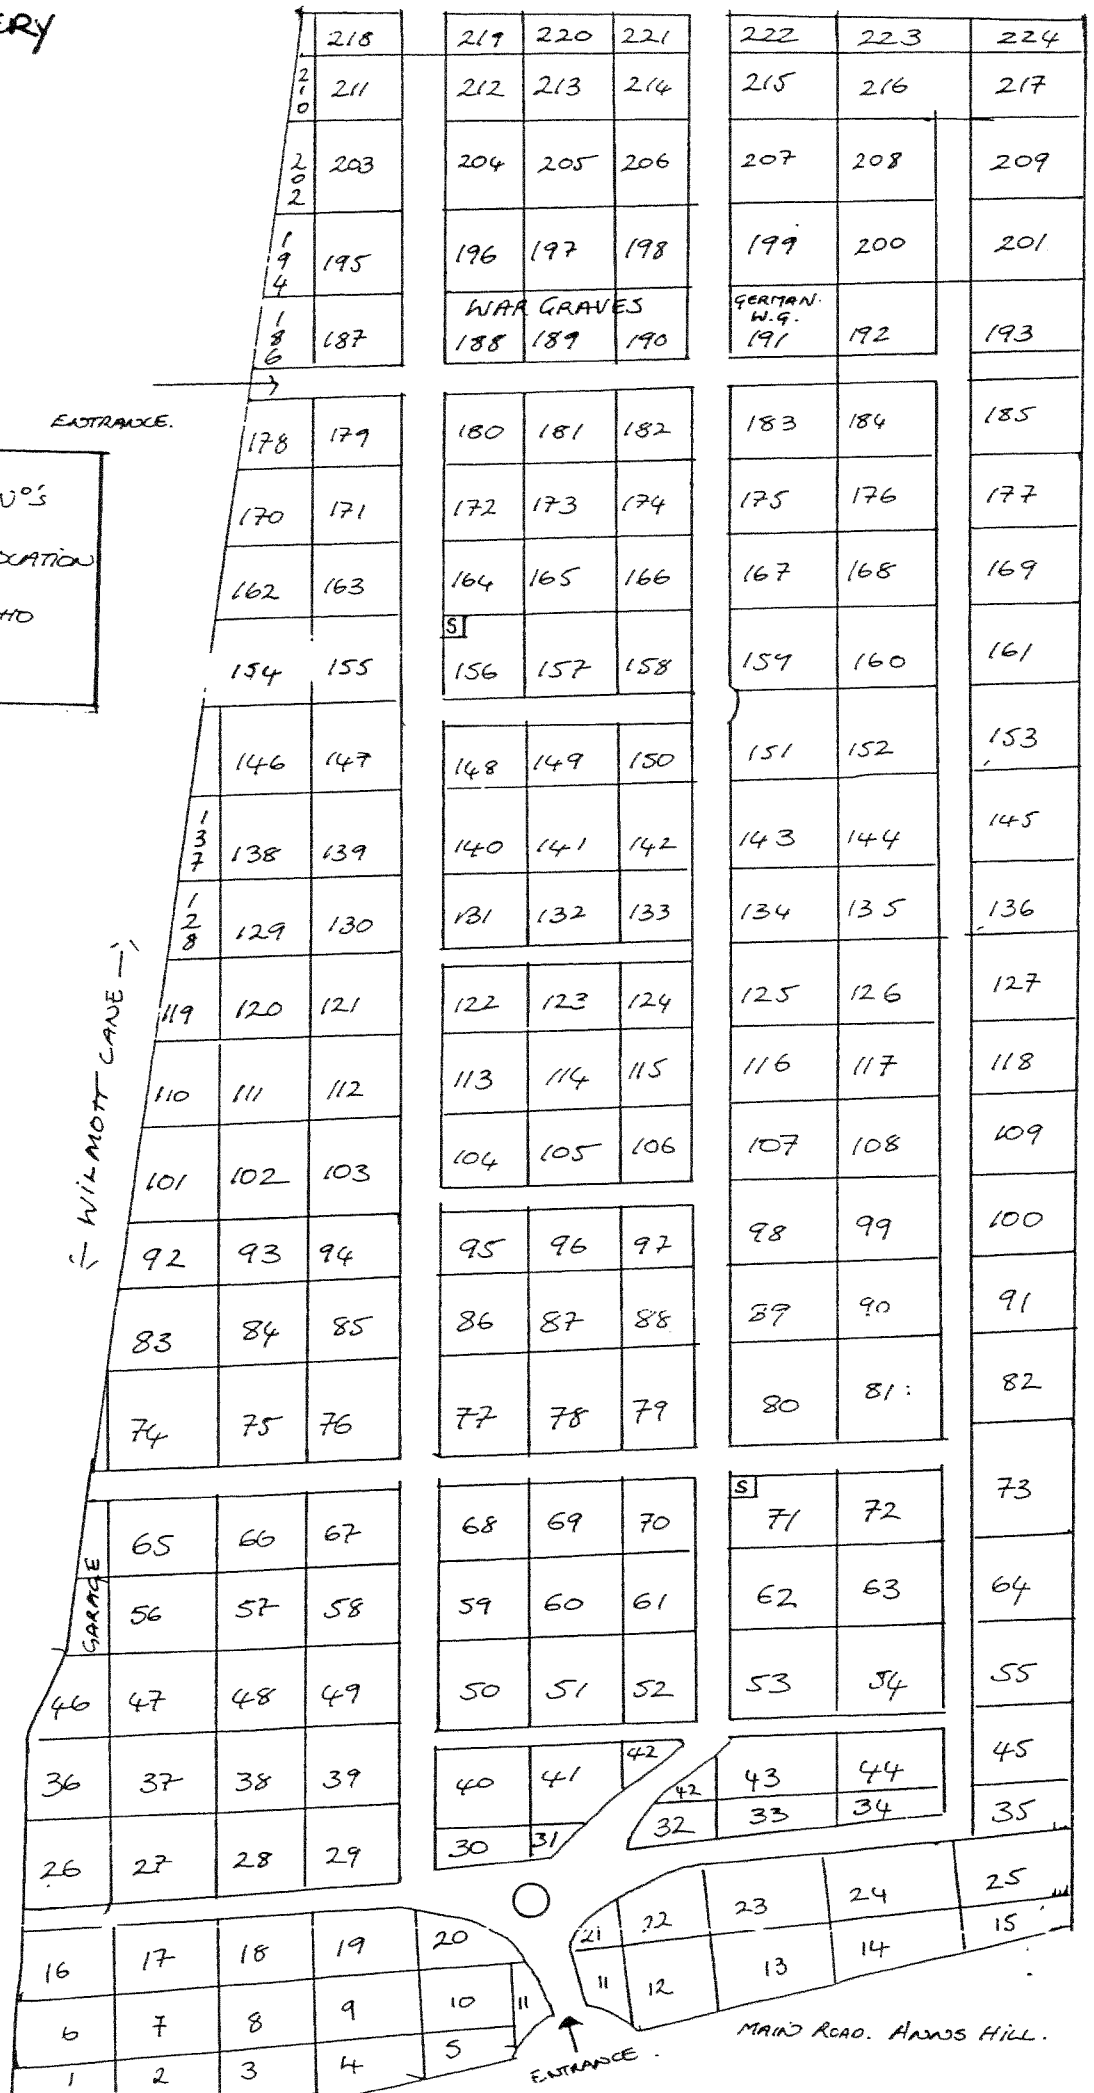 ERY
218 219 220 221 222 223 224
210 211 212 213 214 215 216 217
202 203 204 205 206 207 208 209
194 195 196 197 198 199 200 201
WAR GRAVES GERMAN. W.G.
186 187 188 189 190 191 192 193
ENTRANCE.
178 179 180 181 182 183 184 185
Nº'S
170 171 172 173 174 175 176 177
OCATION
162 163 164 165 166 167 168 169
HO
S
154 155 156 157 158 159 160 161
146 147 148 149 150 151 152 153
137 138 139 140 141 142 143 144 145
128 129 130 131 132 133 134 135 136
119 120 121 122 123 124 125 126 127
WILMOTT LANE
110 111 112 113 114 115 116 117 118
101 102 103 104 105 106 107 108 109
92 93 94 95 96 97 98 99 100
83 84 85 86 87 88 89 90 91
74 75 76 77 78 79 80 81 82
S
65 66 67 68 69 70 71 72 73
GARAGE
56 57 58 59 60 61 62 63 64
46 47 48 49 50 51 52 53 54 55
36 37 38 39 40 41 42 42 43 44 45
26 27 28 29 30 31 32 33 34 35
16 17 18 19 20 21 22 23 24 25
6 7 8 9 10 11 11 12 13 14 15
1 2 3 4 5
ENTRANCE.
MAIN ROAD. ANNS HILL.